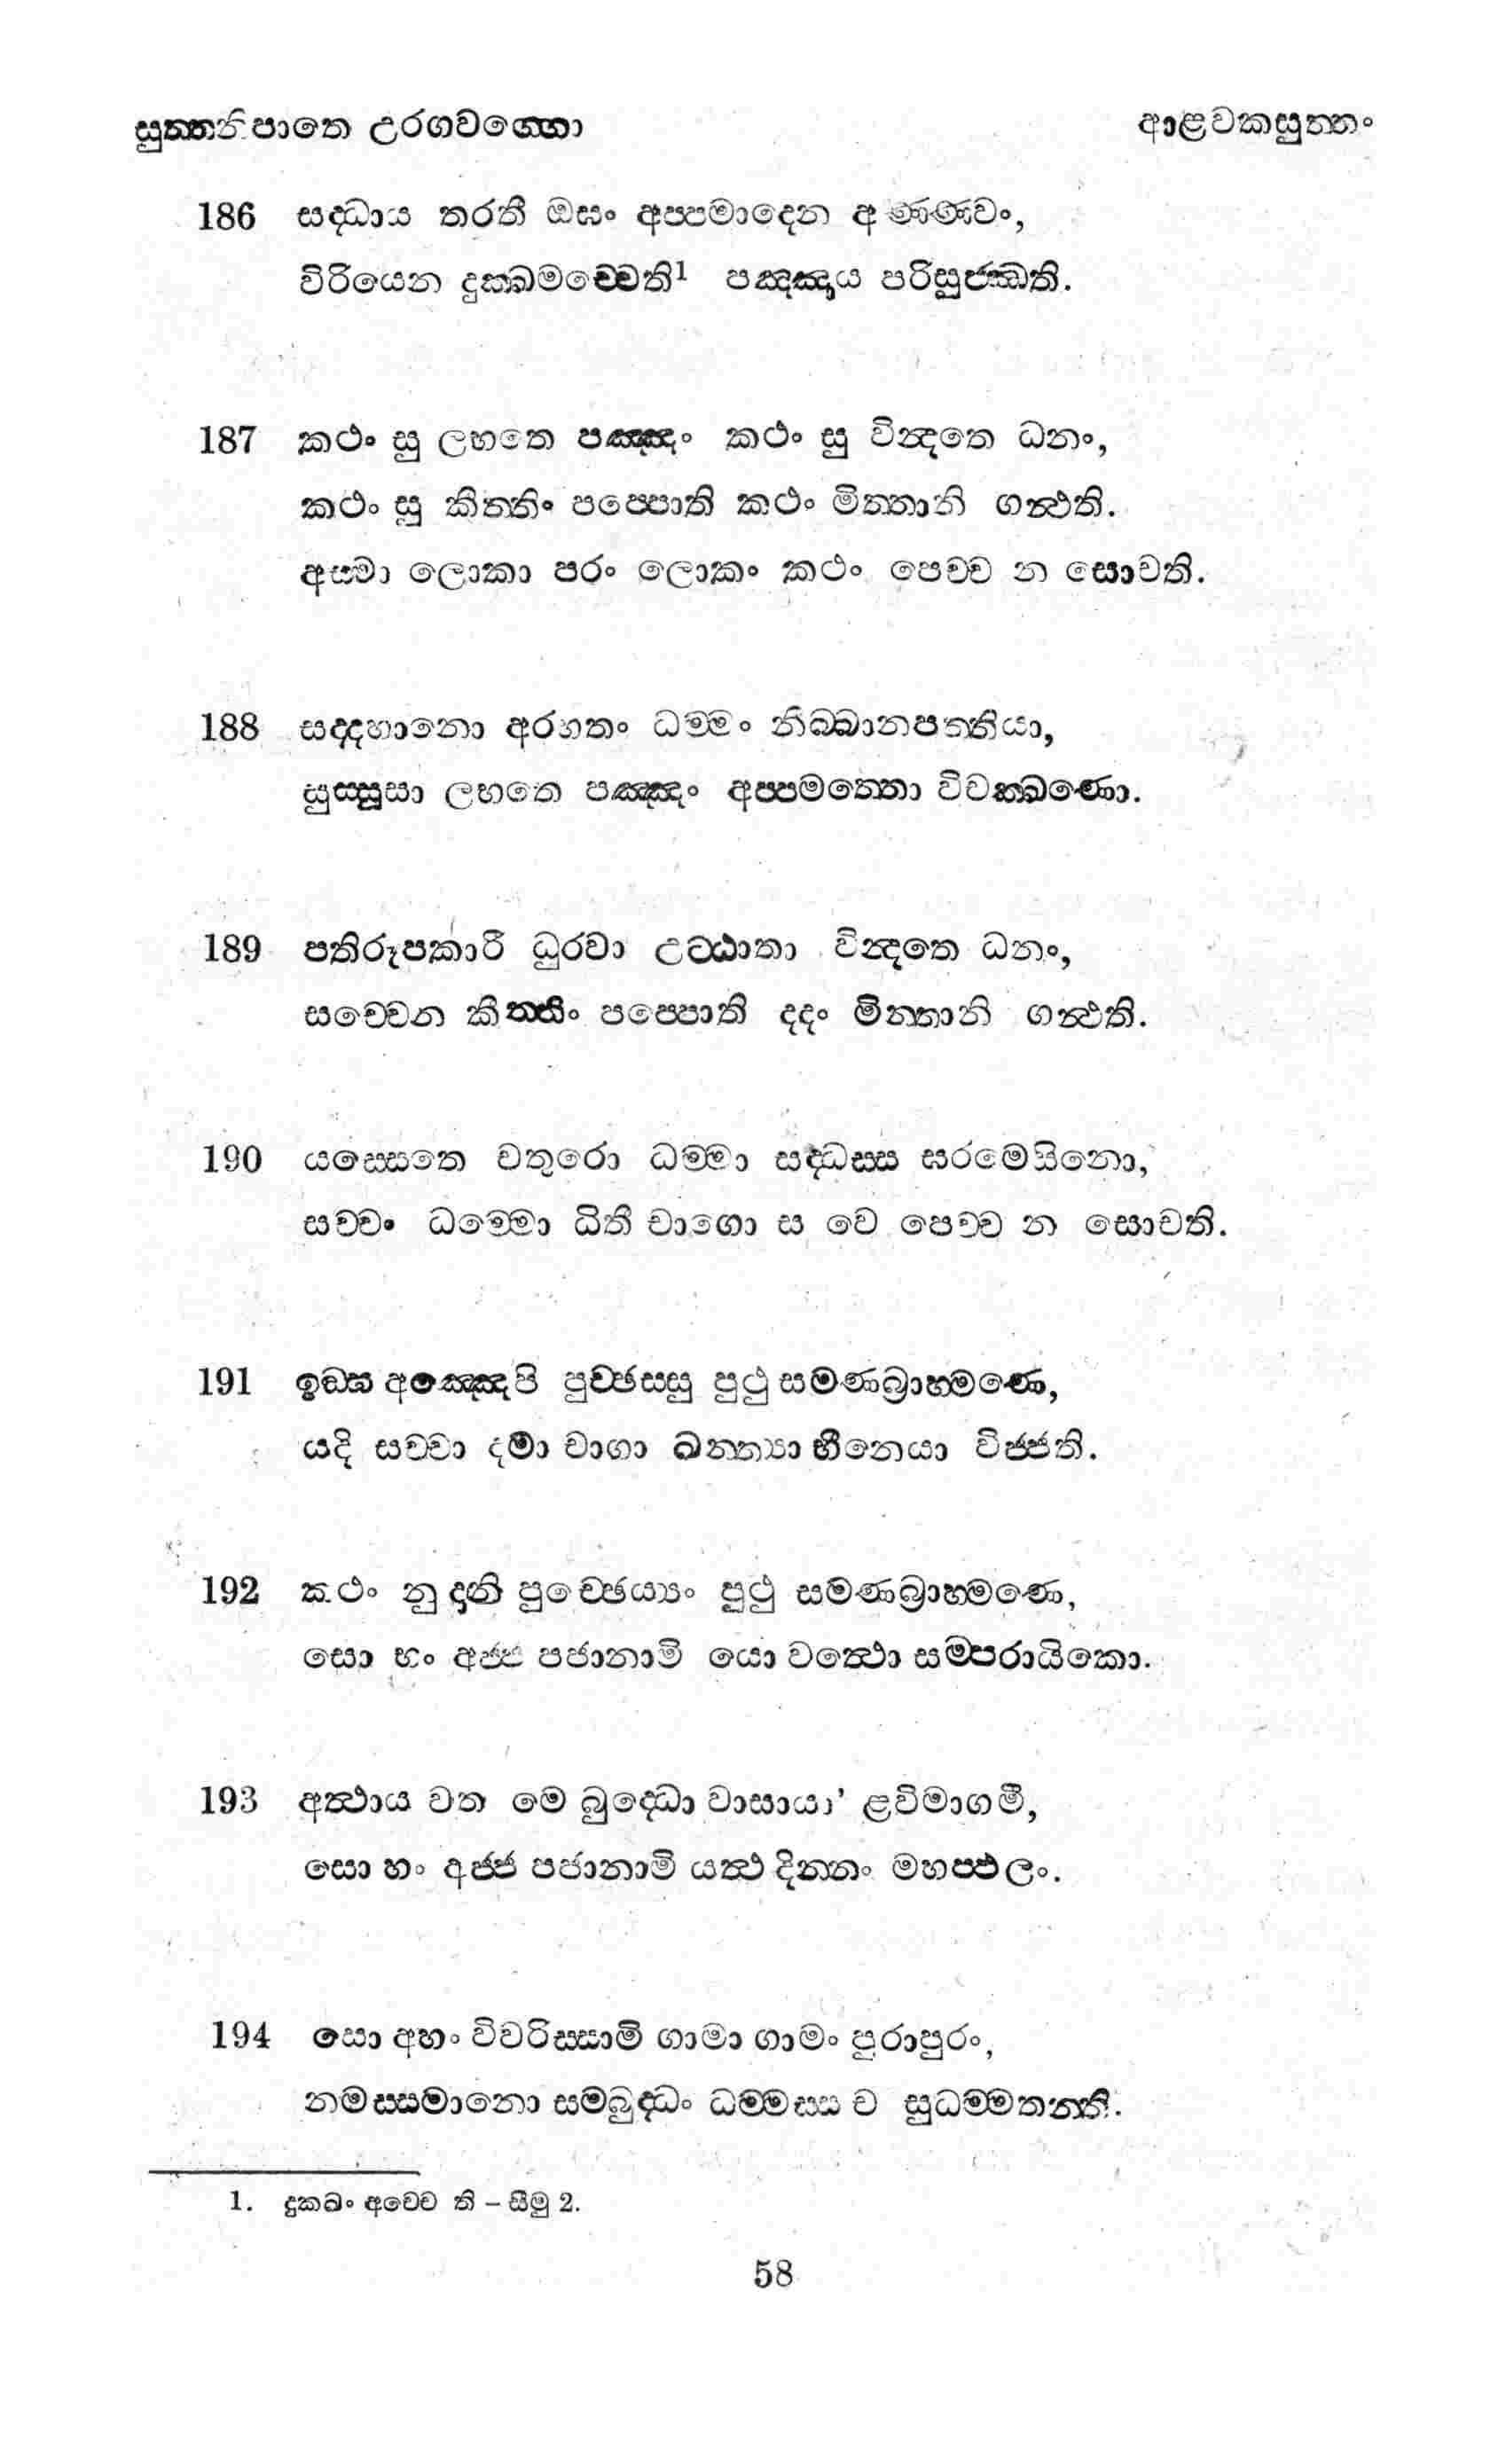 සුත්තනිපාතෙ උරගවග්ගො
ආළවකසුත්තං
186 සද්ධාය තරතී ඔඝං අප්පමාදෙන අණ්ණවං,
විරියෙන දුක්ඛමච්චෙති1 පඤ්ඤාය පරිසුජ්ඣති.
187 කථං සු ලභතෙ පඤ්ඤං කථං සු වින්දතෙ ධනං,
කථං සු කිත්තිං පප්පොති කථං මිත්තානි ගන්ථති.
අස්මා ලොකා පරං ලොකං කථං පෙච්ච න සොචති.
188 සද්දහානො අරහතං ධම්මං නිබ්බානපත්තියා,
සුස්සූසා ලභතෙ පඤ්ඤං අප්පමත්තො විචක්ඛණො.
189 පතිරූපකාරී ධුරවා උට්ඨාතා වින්දතෙ ධනං,
සච්චෙන කිත්තිං පප්පොති දදං මිත්තානි ගන්ථති.
190 යස්සෙතෙ චතුරො ධම්මා සද්ධස්ස ඝරමෙසිනො,
සච්චං ධම්මො ධිතී චාගො ස වෙ පෙච්ච න සොචති.
191 ඉඞ්ඝ අඤ්ඤෙපි පුච්ඡස්සු පුථු සමණබ්‍රාහ්මණෙ,
යදි සච්චා දමා චාගා ඛන්ත්‍යා භීනෙයා විජ්ජති.
192 කථං නු දානි පුච්ඡෙය්‍යං පුථු සමණබ්‍රාහ්මණෙ,
සො හං අජ්ජ පජානාමි යො චත්ථො සම්පරායිකො.
193 අත්ථාය වත මෙ බුද්ධො වාසායා' ළවිමාගමී,
සො හං අජ්ජ පජානාමි යත්ථ දින්නං මහප්ඵලං.
194 සො අහං විචරිස්සාමි ගාමා ගාමං පුරාපුරං,
නමස්සමානො සම්බුද්ධං ධම්මස්ස ච සුධම්මතන්ති.
1. දුක්ඛං අච්චෙ ති – සීමු 2.
58